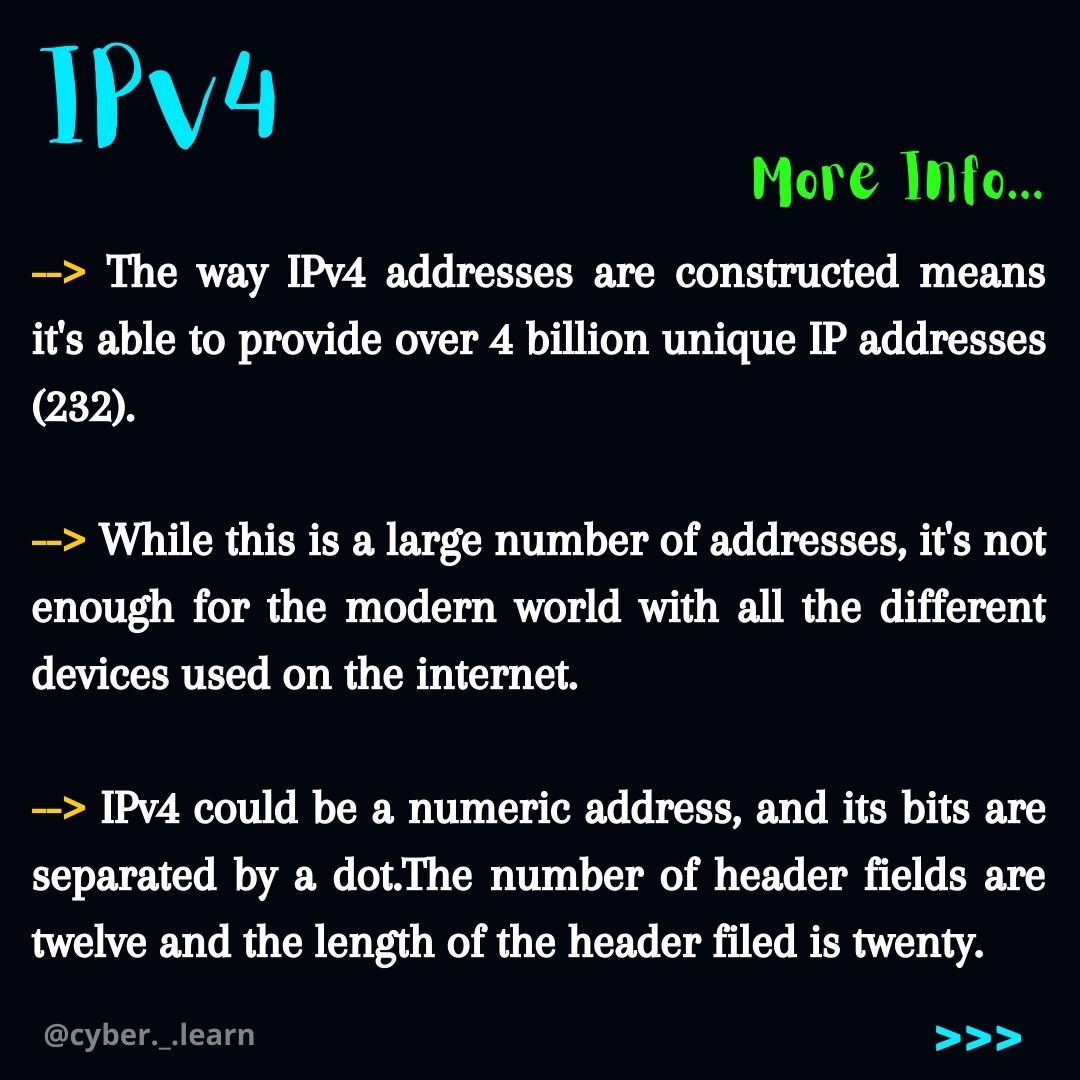 IPv4
More Info...
--> The way IPv4 addresses are constructed means
it's able to provide over 4 billion unique IP addresses
(232).
--> While this is a large number of addresses, it's not
enough for the modern world with all the different
devices used on the internet.
--> IPv4 could be a numeric address, and its bits are
separated by a dot.The number of header fields are
twelve and the length of the header filed is twenty.
@cyber._.learn
>>>